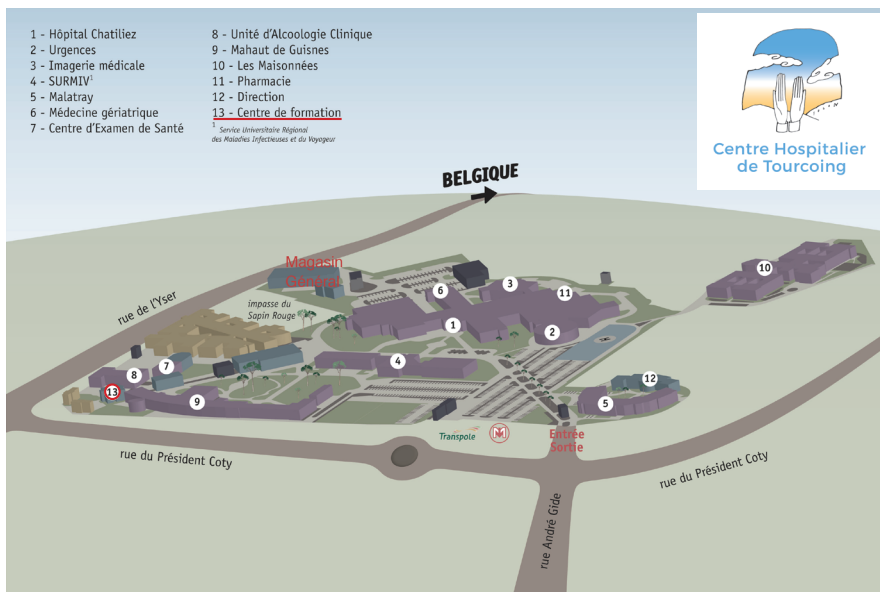 1 - Hôpital Chatiliez
2 - Urgences
3 - Imagerie médicale
4 - SURMIV¹
5 - Malatray
6 - Médecine gériatrique
7 - Centre d'Examen de Santé
8 - Unité d'Alcoologie Clinique
9 - Mahaut de Guisnes
10 - Les Maisonnées
11 - Pharmacie
12 - Direction
13 - Centre de formation
¹ Service Universitaire Régional
des Maladies Infectieuses et du Voyageur
Centre Hospitalier
de Tourcoing
BELGIQUE
Magasin
Général
rue de l'Yser
impasse du
Sapin Rouge
10
3
6
11
1
2
4
7
8
13
9
12
5
Transpole
M
Entrée
Sortie
rue du Président Coty
rue du Président Coty
rue André Gide